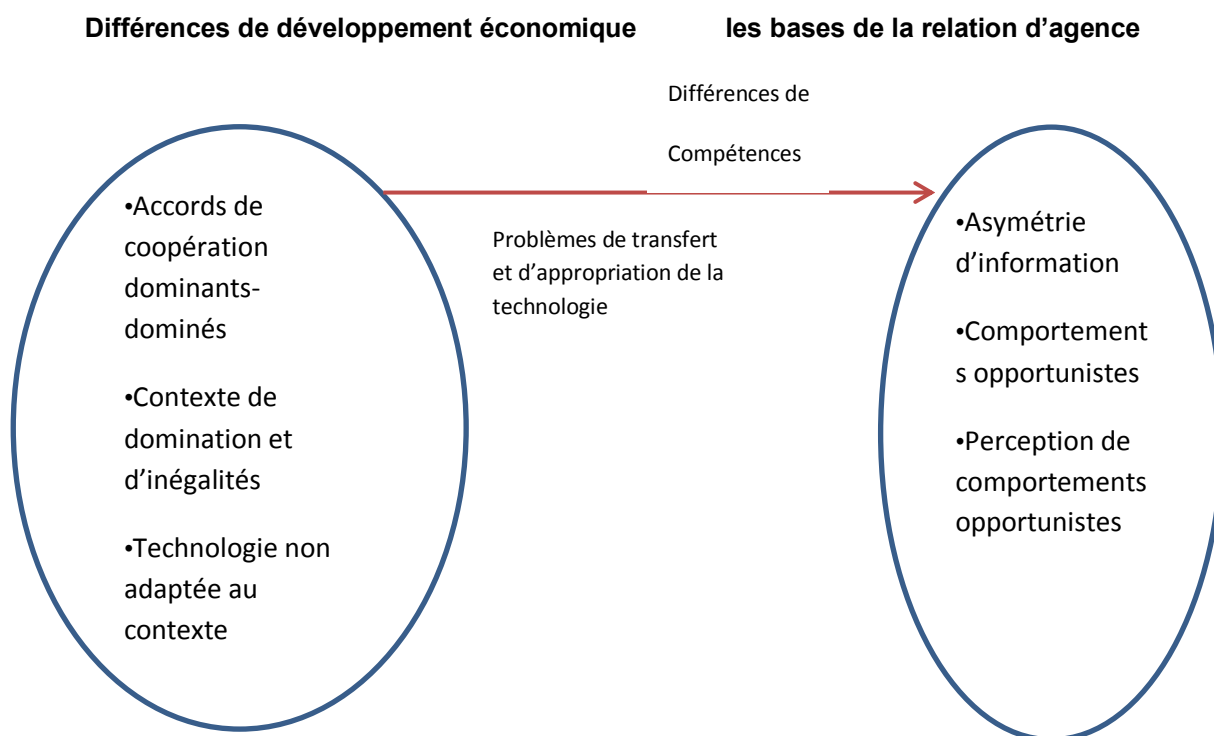 Différences de développement économique
les bases de la relation d'agence
Différences de
Compétences
•Accords de
coopération
dominants-
dominés
•Contexte de
domination et
d'inégalités
•Technologie non
adaptée au
contexte
Problèmes de transfert
et d'appropriation de la
technologie
•Asymétrie
d'information
•Comportement
s opportunistes
•Perception de
comportements
opportunistes